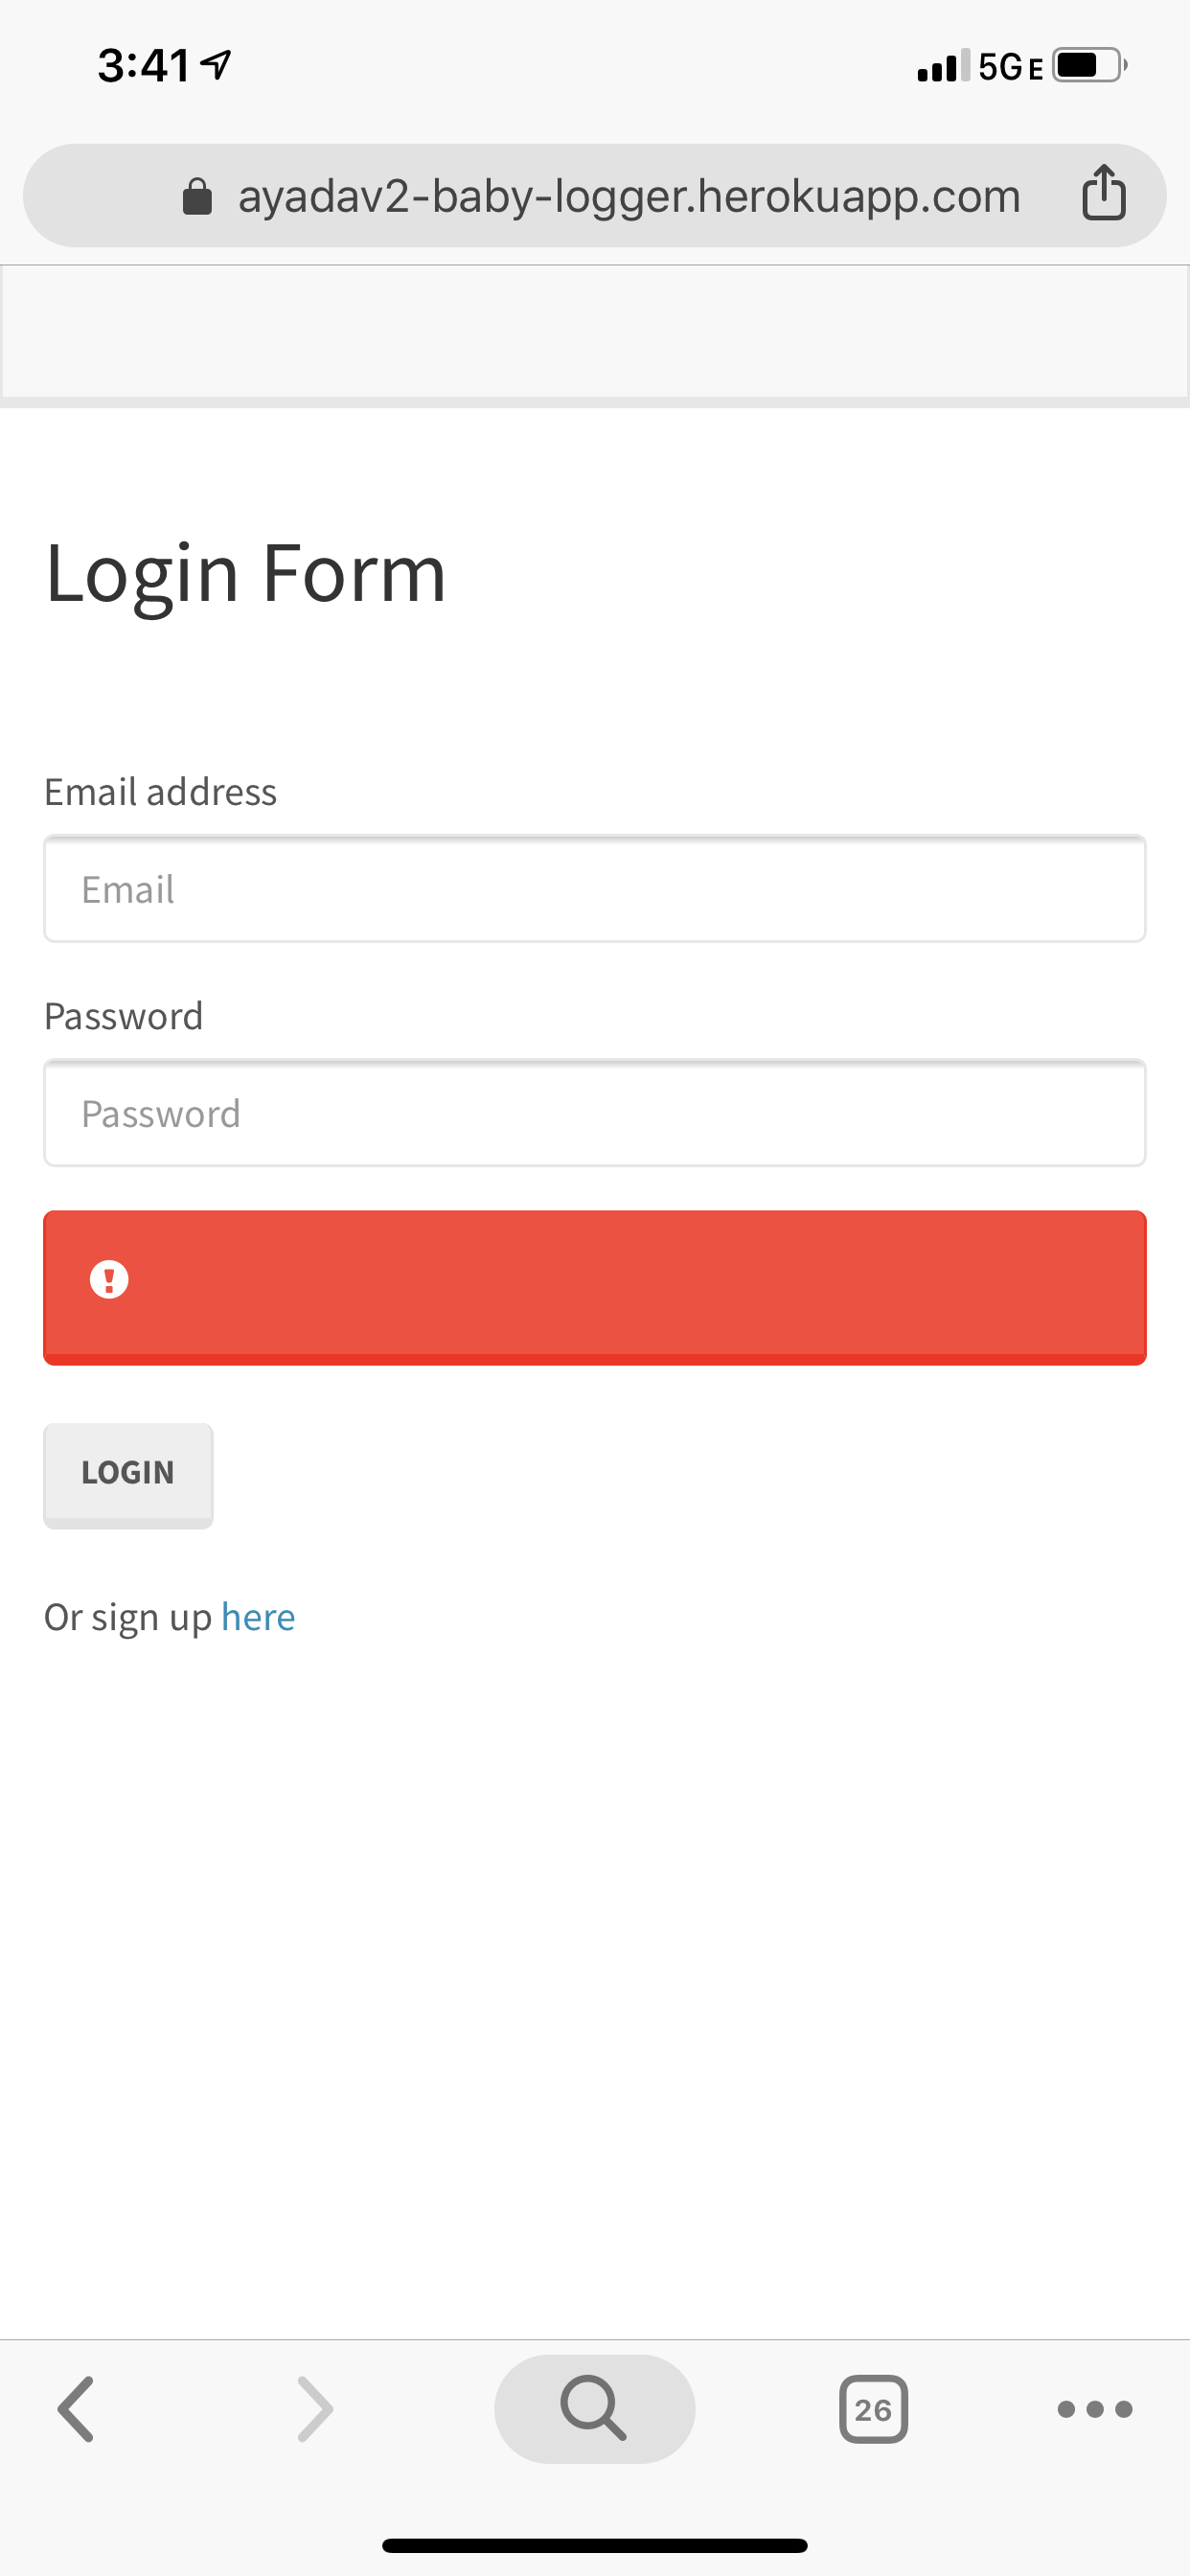 3:41
5G E
ayadav2-baby-logger.herokuapp.com
Login Form
Email address
Email
Password
Password
LOGIN
Or sign up here
26